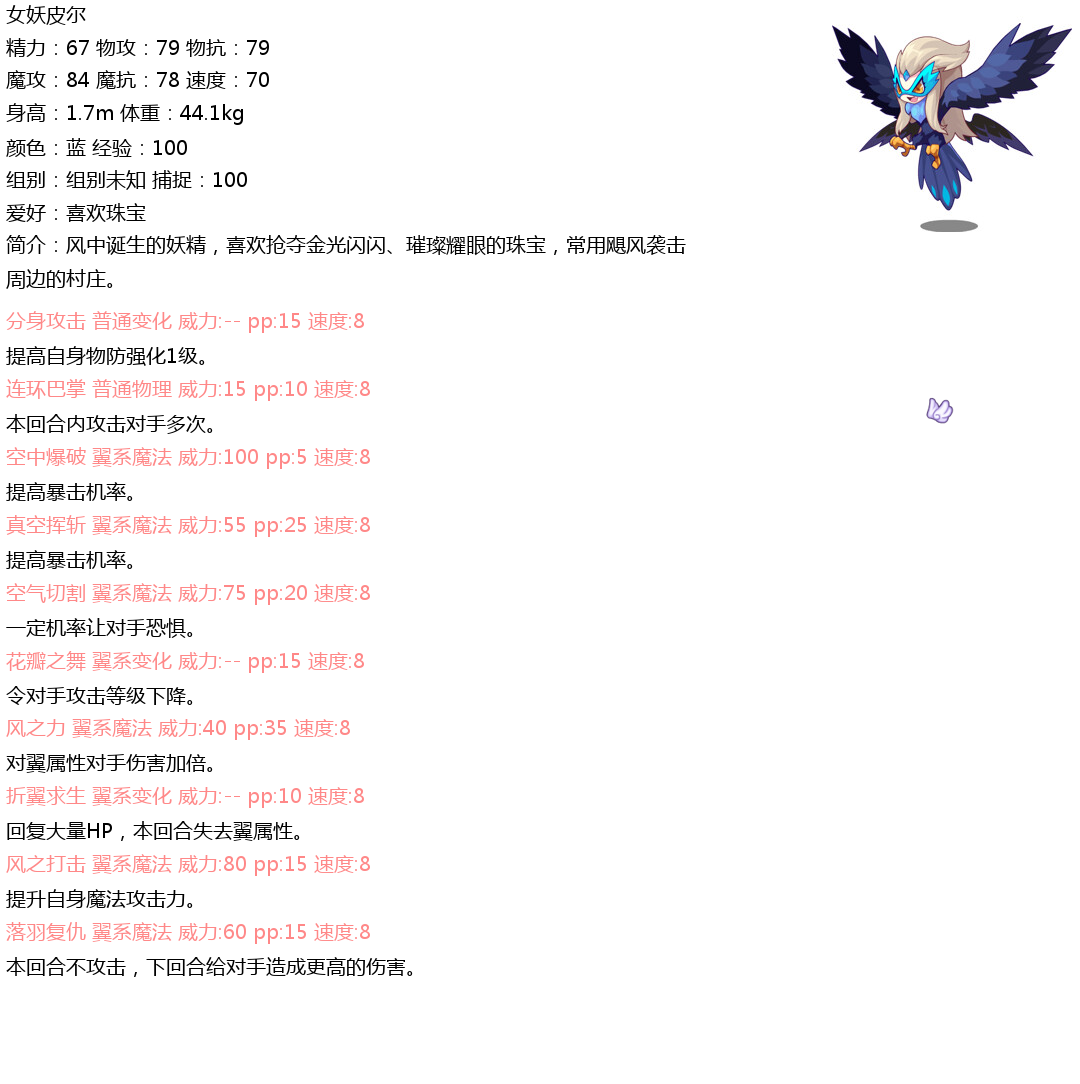 女妖皮尔
精力：67 物攻：79 物抗：79
魔攻：84 魔抗：78 速度：70
身高：1.7m 体重：44.1kg
颜色：蓝 经验：100
组别：组别未知 捕捉：100
爱好：喜欢珠宝
简介：风中诞生的妖精，喜欢抢夺金光闪闪、璀璨耀眼的珠宝，常用飓风袭击
周边的村庄。
分身攻击 普通变化 威力:-- pp:15 速度:8
提高自身物防强化1级。
连环巴掌 普通物理 威力:15 pp:10 速度:8
本回合内攻击对手多次。
空中爆破 翼系魔法 威力:100 pp:5 速度:8
提高暴击机率。
真空挥斩 翼系魔法 威力:55 pp:25 速度:8
提高暴击机率。
空气切割 翼系魔法 威力:75 pp:20 速度:8
一定机率让对手恐惧。
花瓣之舞 翼系变化 威力:-- pp:15 速度:8
令对手攻击等级下降。
风之力 翼系魔法 威力:40 pp:35 速度:8
对翼属性对手伤害加倍。
折翼求生 翼系变化 威力:-- pp:10 速度:8
回复大量HP，本回合失去翼属性。
风之打击 翼系魔法 威力:80 pp:15 速度:8
提升自身魔法攻击力。
落羽复仇 翼系魔法 威力:60 pp:15 速度:8
本回合不攻击，下回合给对手造成更高的伤害。